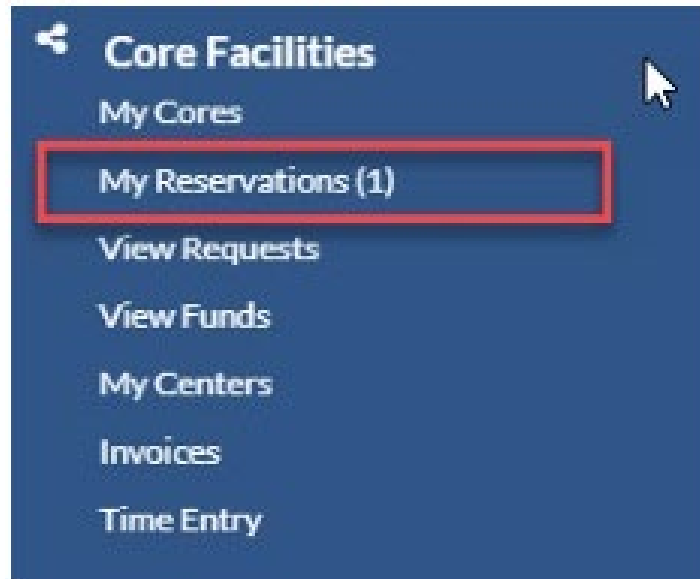 Core Facilities
My Cores
My Reservations (1)
View Requests
View Funds
My Centers
Invoices
Time Entry